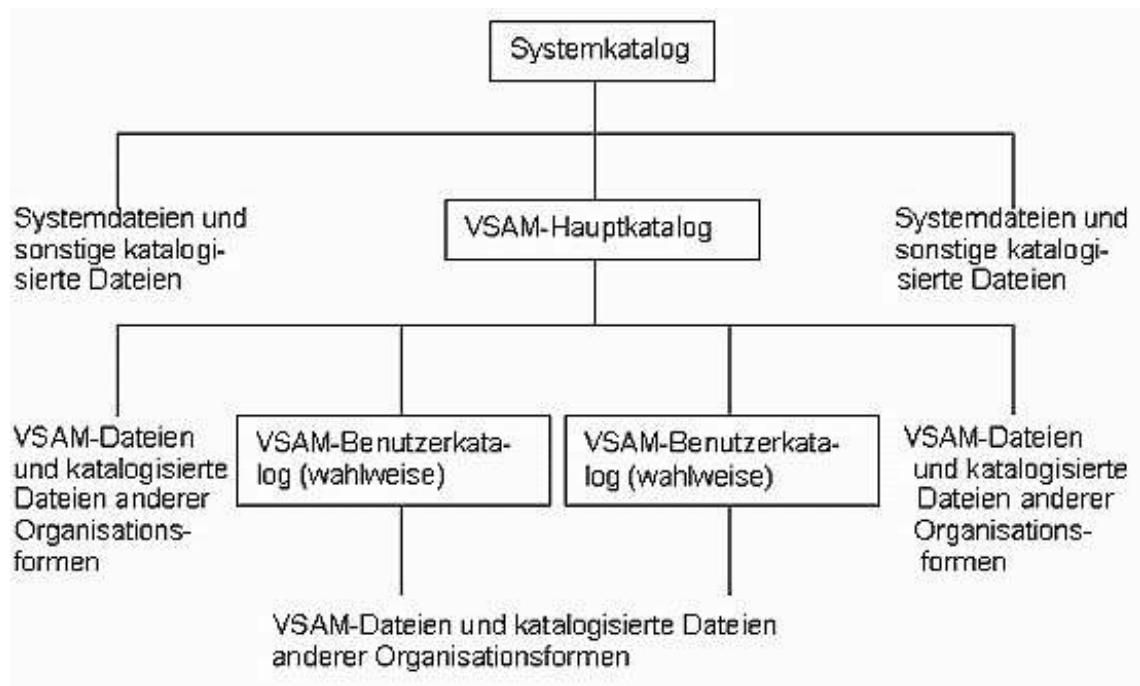 Systemkatalog
Systemdateien und
sonstige katalogi-
sierte Dateien
VSAM-Hauptkatalog
Systemdateien und
sonstige katalogi-
sierte Dateien
VSAM-Dateien
und katalogisierte
Dateien anderer
Organisations-
formen
VSAM-Benutzerkata-
log (wahlweise)
VSAM-Benutzerkata-
log (wahlweise)
VSAM-Dateien
und katalogisierte
Dateien anderer
Organisations-
formen
VSAM-Dateien und katalogisierte Dateien
anderer Organisationsformen